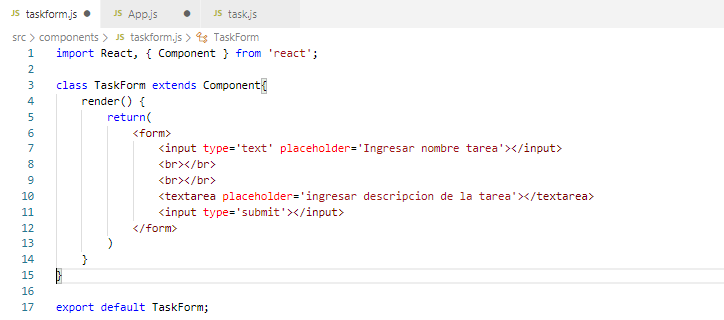 JS taskform.js ● JS App.js ● JS task.js
src > components > JS taskform.js > TaskForm
1 import React, { Component } from 'react';
2
3 class TaskForm extends Component{
4 render() {
5 return(
6 <form>
7 <input type='text' placeholder='Ingresar nombre tarea'></input>
8 <br></br>
9 <br></br>
10 <textarea placeholder='ingresar descripcion de la tarea'></textarea>
11 <input type='submit'></input>
12 </form>
13 )
14 }
15 }
16
17 export default TaskForm;